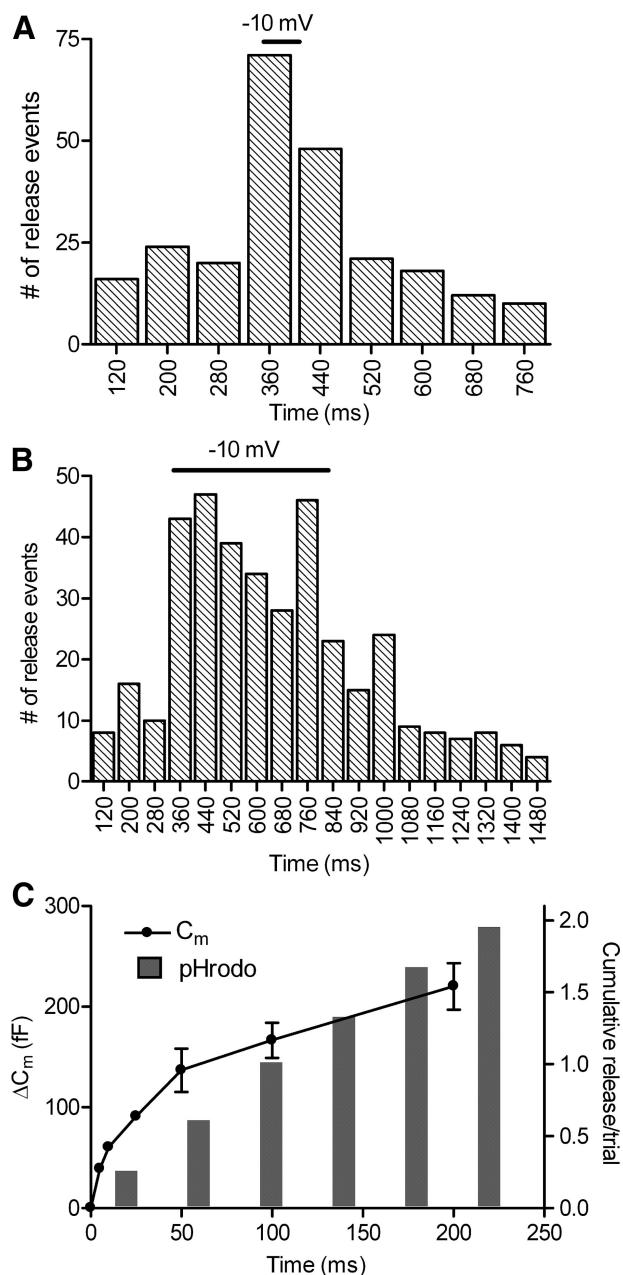 A
-10 mV
# of release events
75
50
25
0
120 200 280 360 440 520 600 680 760
Time (ms)
B
-10 mV
# of release events
50
40
30
20
10
0
120 200 280 360 440 520 600 680 760 840 920 1000 1080 1160 1240 1320 1400 1480
Time (ms)
C
Cm
pHrodo
ΔCm (fF)
300
200
100
0
Cumulative release/trial
2.0
1.5
1.0
0.5
0.0
0 50 100 150 200 250
Time (ms)